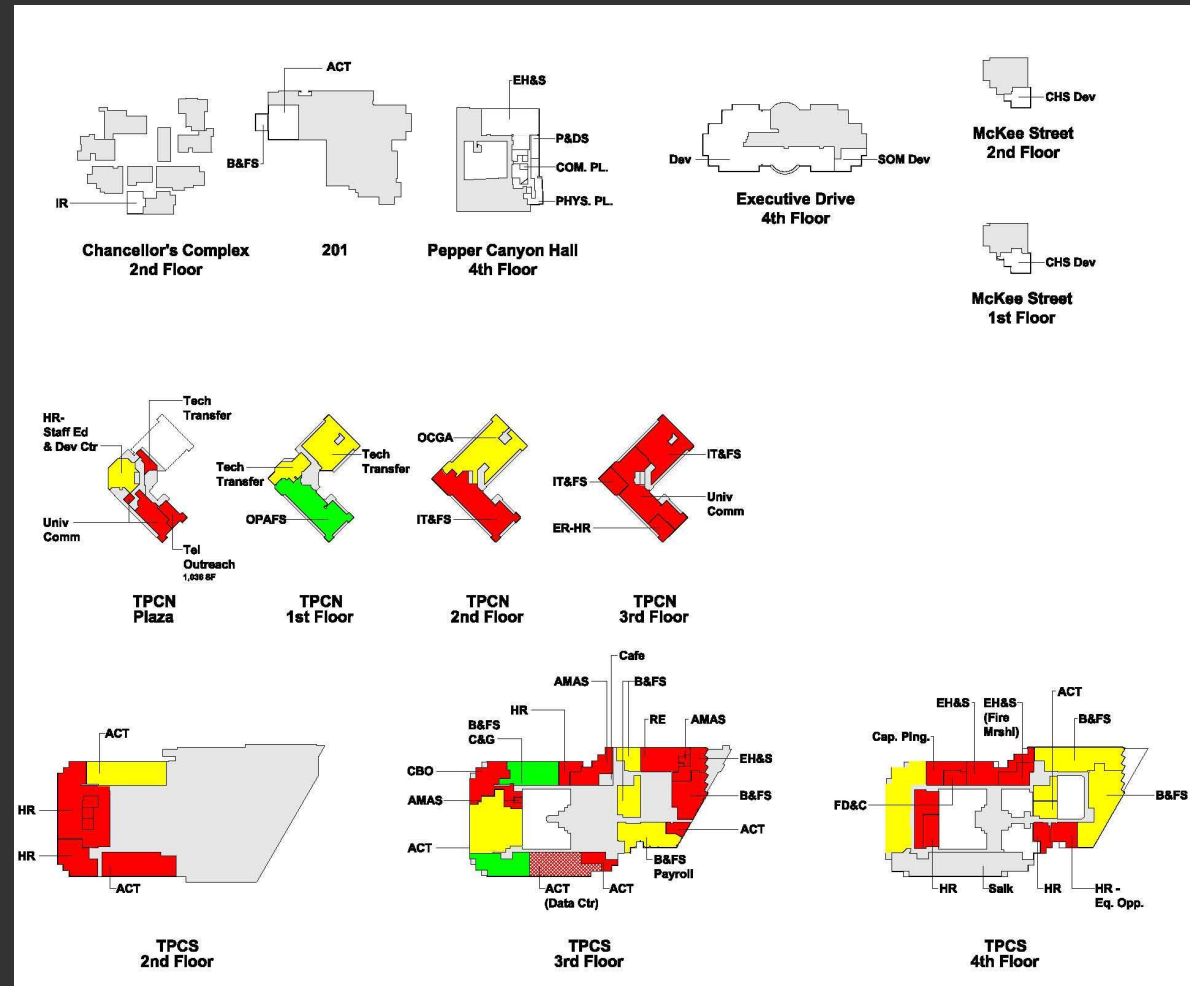 ACT
B&FS
IR
Chancellor's Complex
2nd Floor
201
EH&S
P&DS
COM. PL.
PHYS. PL.
Pepper Canyon Hall
4th Floor
Dev
SOM Dev
Executive Drive
4th Floor
CHS Dev
McKee Street
2nd Floor
CHS Dev
McKee Street
1st Floor
HR-
Staff Ed
& Dev Ctr
Tech
Transfer
Univ
Comm
Tel
Outreach
1,036 SF
TPCN
Plaza
Tech
Transfer
Tech
Transfer
OPAFS
TPCN
1st Floor
OCGA
IT&FS
TPCN
2nd Floor
IT&FS
IT&FS
Univ
Comm
ER-HR
TPCN
3rd Floor
ACT
HR
HR
ACT
TPCS
2nd Floor
Cafe
AMAS
B&FS
HR
RE
AMAS
B&FS
C&G
EH&S
CBO
B&FS
AMAS
ACT
ACT
B&FS
Payroll
ACT
(Data Ctr)
ACT
TPCS
3rd Floor
ACT
EH&S
EH&S
(Fire
Mrshl)
B&FS
Cap. Plng.
B&FS
FD&C
HR
Salk
HR
HR -
Eq. Opp.
TPCS
4th Floor